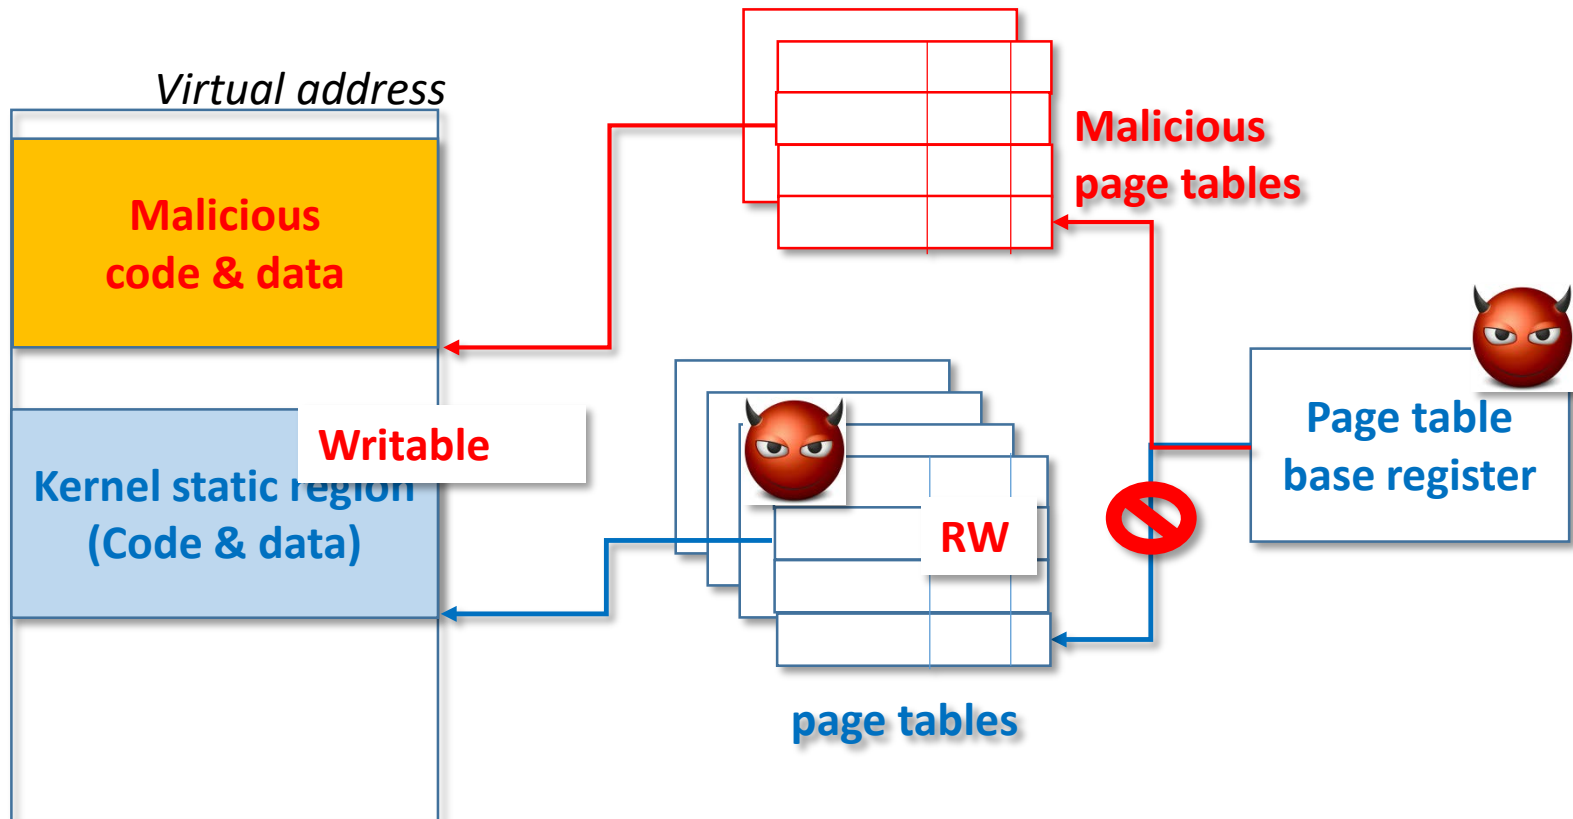 Virtual address
Malicious
code & data
Malicious
page tables
Writable
Kernel static region
(Code & data)
RW
Page table
base register
page tables